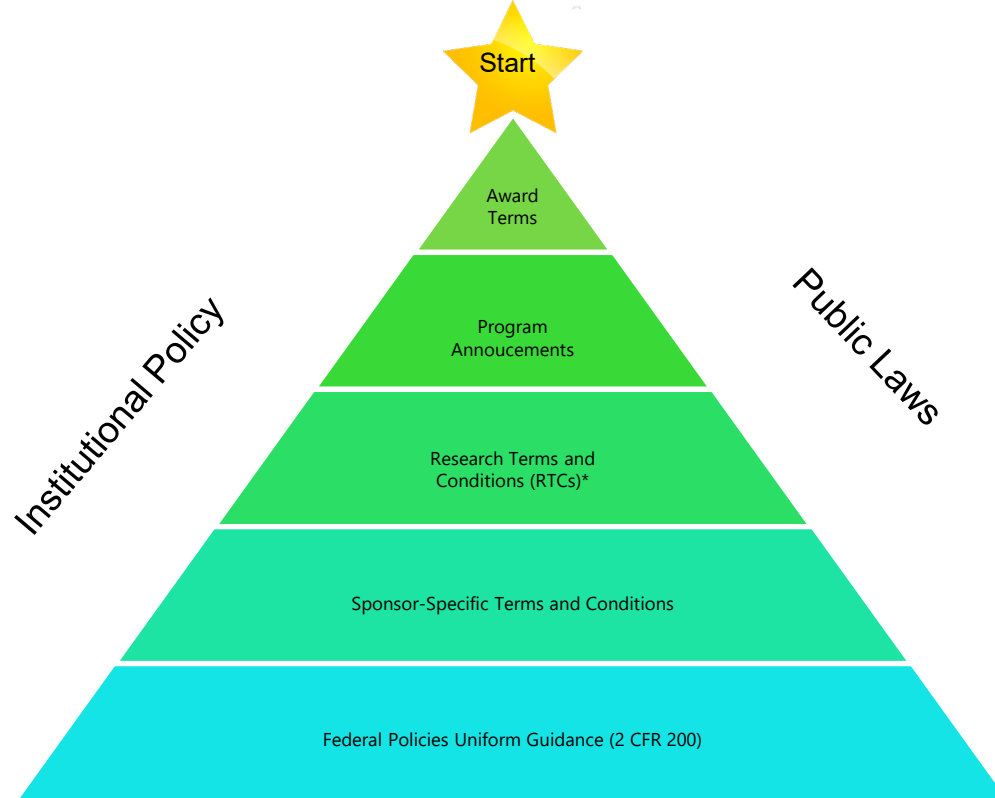 Start
Award
Terms
Program
Annoucements
Institutional Policy
Public Laws
Research Terms and
Conditions (RTCs)*
Sponsor-Specific Terms and Conditions
Federal Policies Uniform Guidance (2 CFR 200)